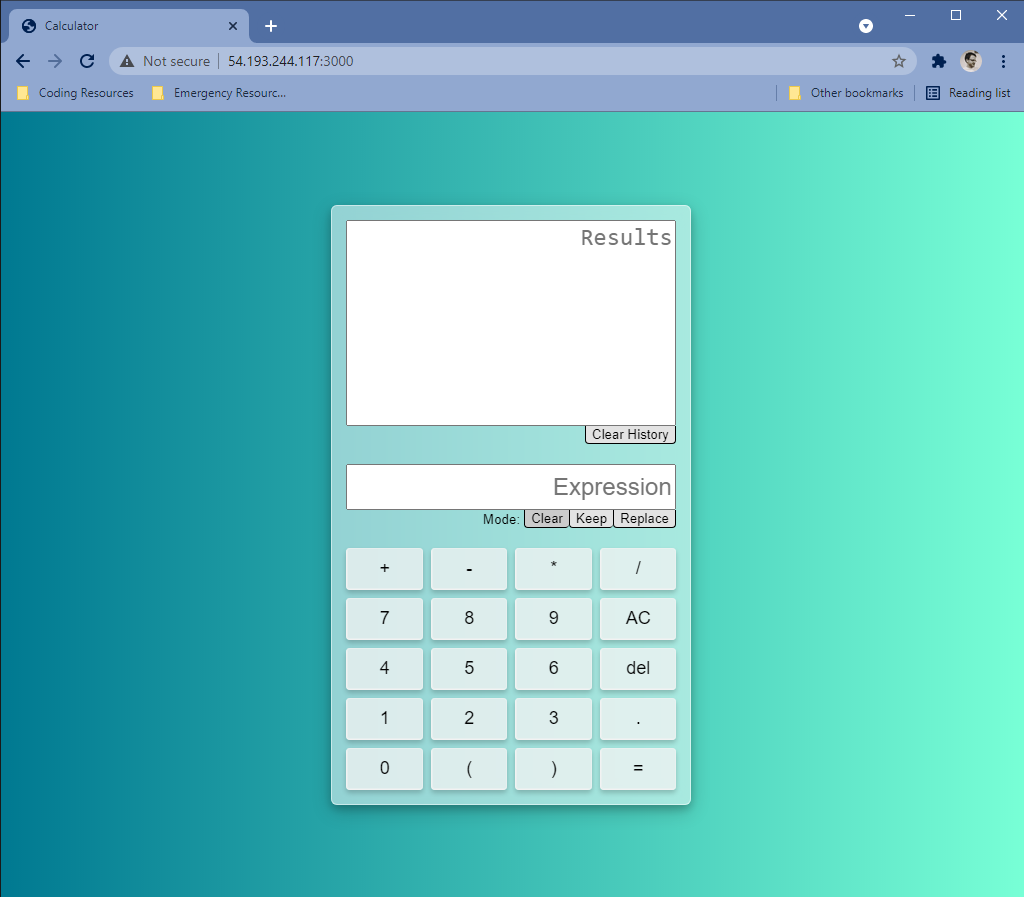 Calculator
Not secure 54.193.244.117:3000
Coding Resources Emergency Resourc... Other bookmarks Reading list
Results
Clear History
Expression
Mode: Clear Keep Replace
+ - * /
7 8 9 AC
4 5 6 del
1 2 3 .
0 ( ) =